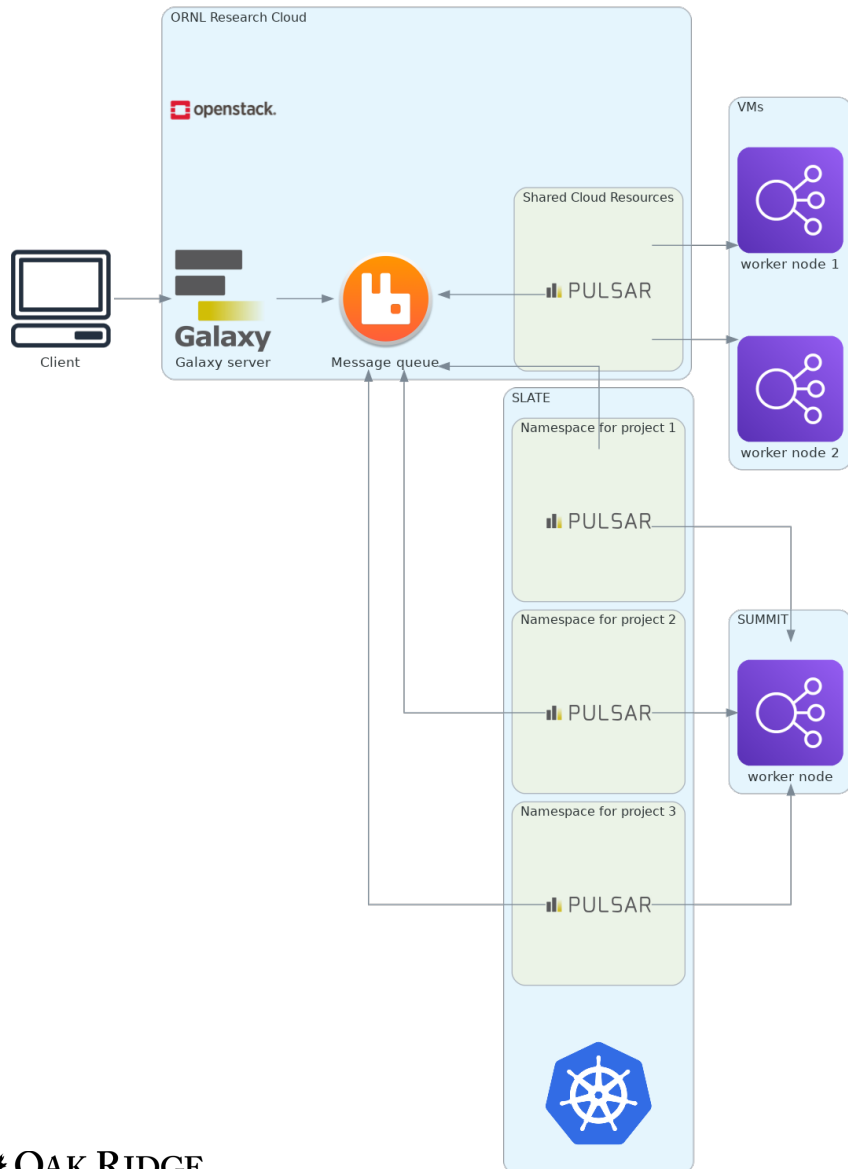 ORNL Research Cloud
openstack.
VMs
Shared Cloud Resources
worker node 1
PULSAR
Galaxy
Client
Galaxy server
Message queue
SLATE
Namespace for project 1
worker node 2
PULSAR
Namespace for project 2
SUMMIT
PULSAR
worker node
Namespace for project 3
PULSAR
OAK RIDGE